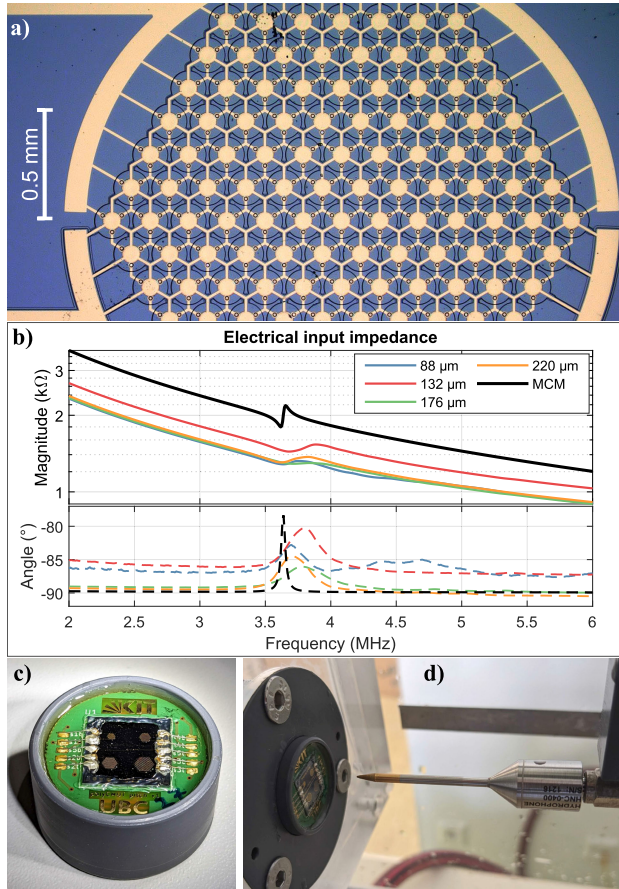 a)
0.5 mm
b)
Electrical input impedance
Magnitude (kΩ)
3
2
1
88 µm
132 µm
176 µm
220 µm
MCM
Angle (°)
-80
-85
-90
2
2.5
3
3.5
4
4.5
5
5.5
6
Frequency (MHz)
c)
KIT
UBC
d)
HYDROPHONE
HNC-0400
S/N: 1316